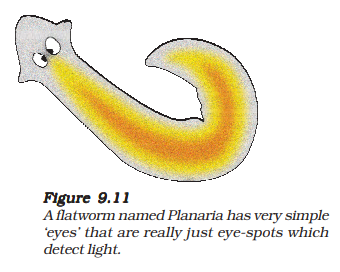 Figure 9.11
A flatworm named Planaria has very simple
‘eyes’ that are really just eye-spots which
detect light.